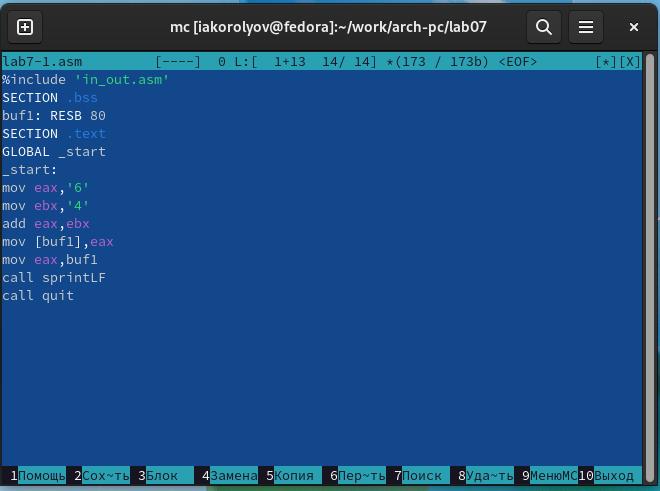 mc [iakorolyov@fedora]:~/work/arch-pc/lab07
lab7-1.asm [----] 0 L:[ 1+13 14/ 14] *(173 / 173b) <EOF> [*][X]
%include 'in_out.asm'
SECTION .bss
buf1: RESB 80
SECTION .text
GLOBAL _start
_start:
mov eax,'6'
mov ebx,'4'
add eax,ebx
mov [buf1],eax
mov eax,buf1
call sprintLF
call quit
1Помощь 2Сох~ть 3Блок 4Замена 5Копия 6Пер~ть 7Поиск 8Уда~ть 9МенюMC 10Выход